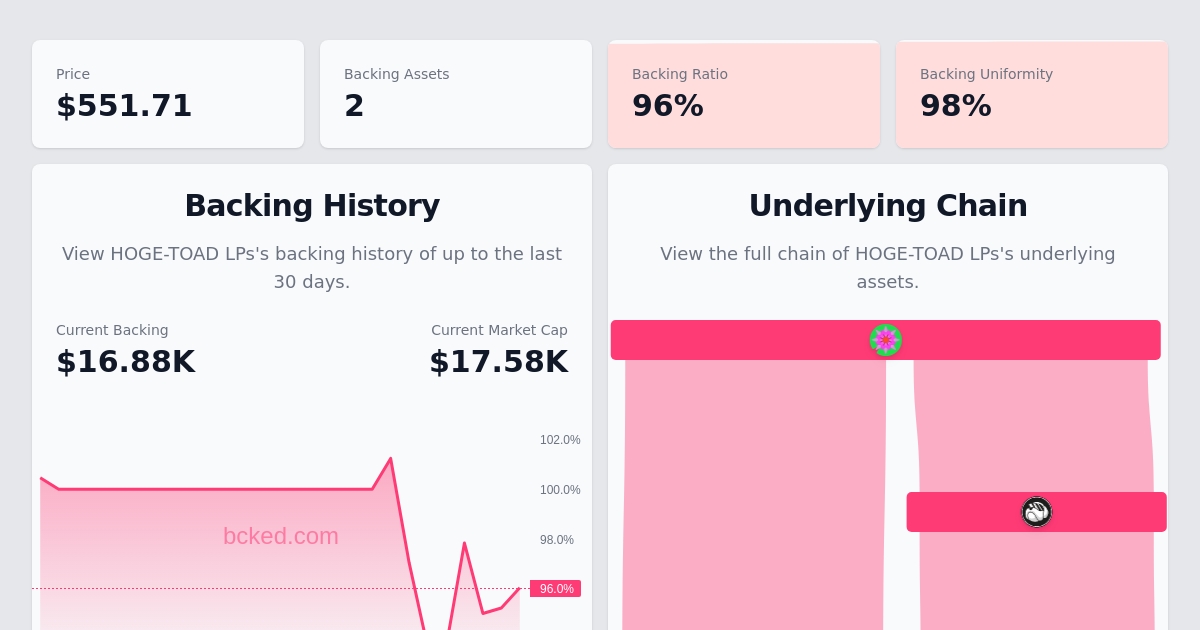 Price
$551.71
Backing Assets
2
Backing Ratio
96%
Backing Uniformity
98%
Backing History
View HOGE-TOAD LPs's backing history of up to the last
30 days.
Current Backing
$16.88K
Current Market Cap
$17.58K
102.0%
100.0%
98.0%
96.0%
bcked.com
Underlying Chain
View the full chain of HOGE-TOAD LPs's underlying
assets.